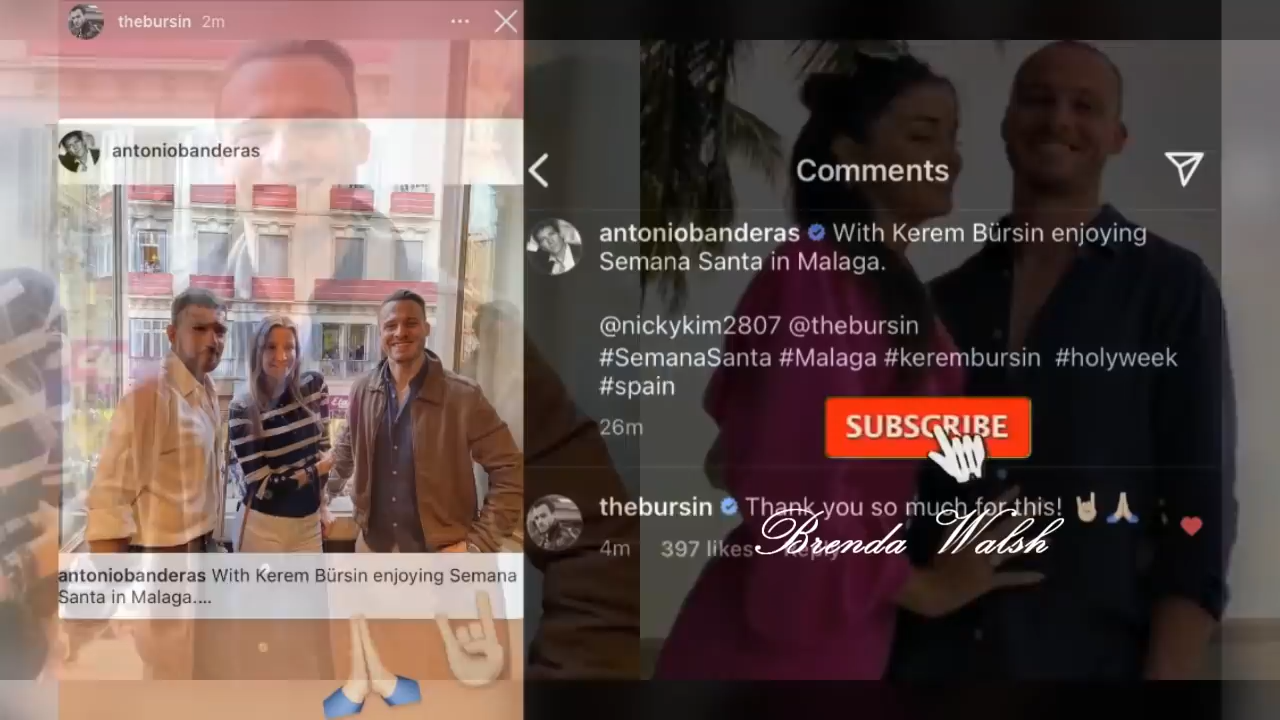 thebursin 2m
antoniobanderas
antoniobanderas With Kerem Bürsin enjoying Semana
Santa in Malaga....
Comments
antoniobanderas With Kerem Bürsin enjoying
Semana Santa in Malaga.
@nickykim2807 @thebursin
#SemanaSanta #Malaga #kerembursin #holyweek
#spain
26m
SUBSCRIBE
thebursin Thank you so much for this! 🤘🏼 🙏🏼
4m 397 likes Reply
Brenda Walsh